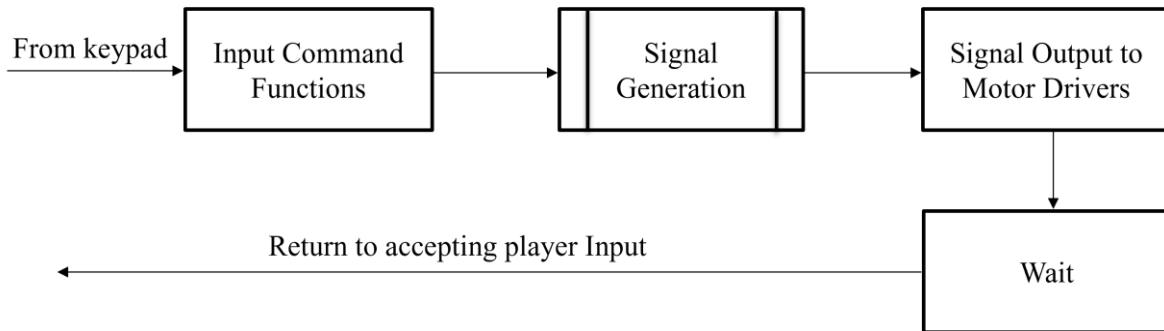 From keypad
Input Command
Functions
Signal
Generation
Signal Output to
Motor Drivers
Return to accepting player Input
Wait